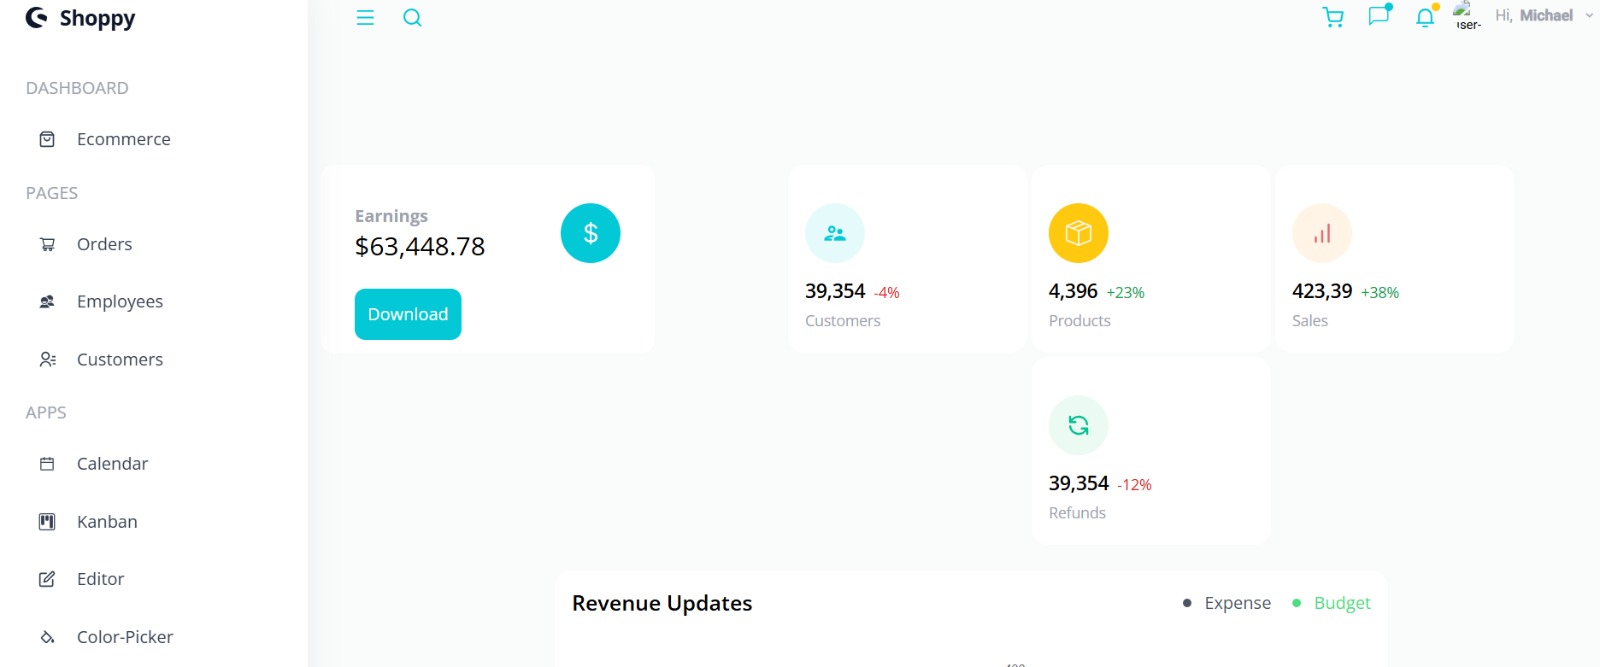 Shoppy
Hi, Michael
DASHBOARD
Ecommerce
PAGES
Orders
Employees
Customers
APPS
Calendar
Kanban
Editor
Color-Picker
Earnings
$63,448.78
Download
39,354 -4%
Customers
4,396 +23%
Products
423,39 +38%
Sales
39,354 -12%
Refunds
Revenue Updates
Expense
Budget